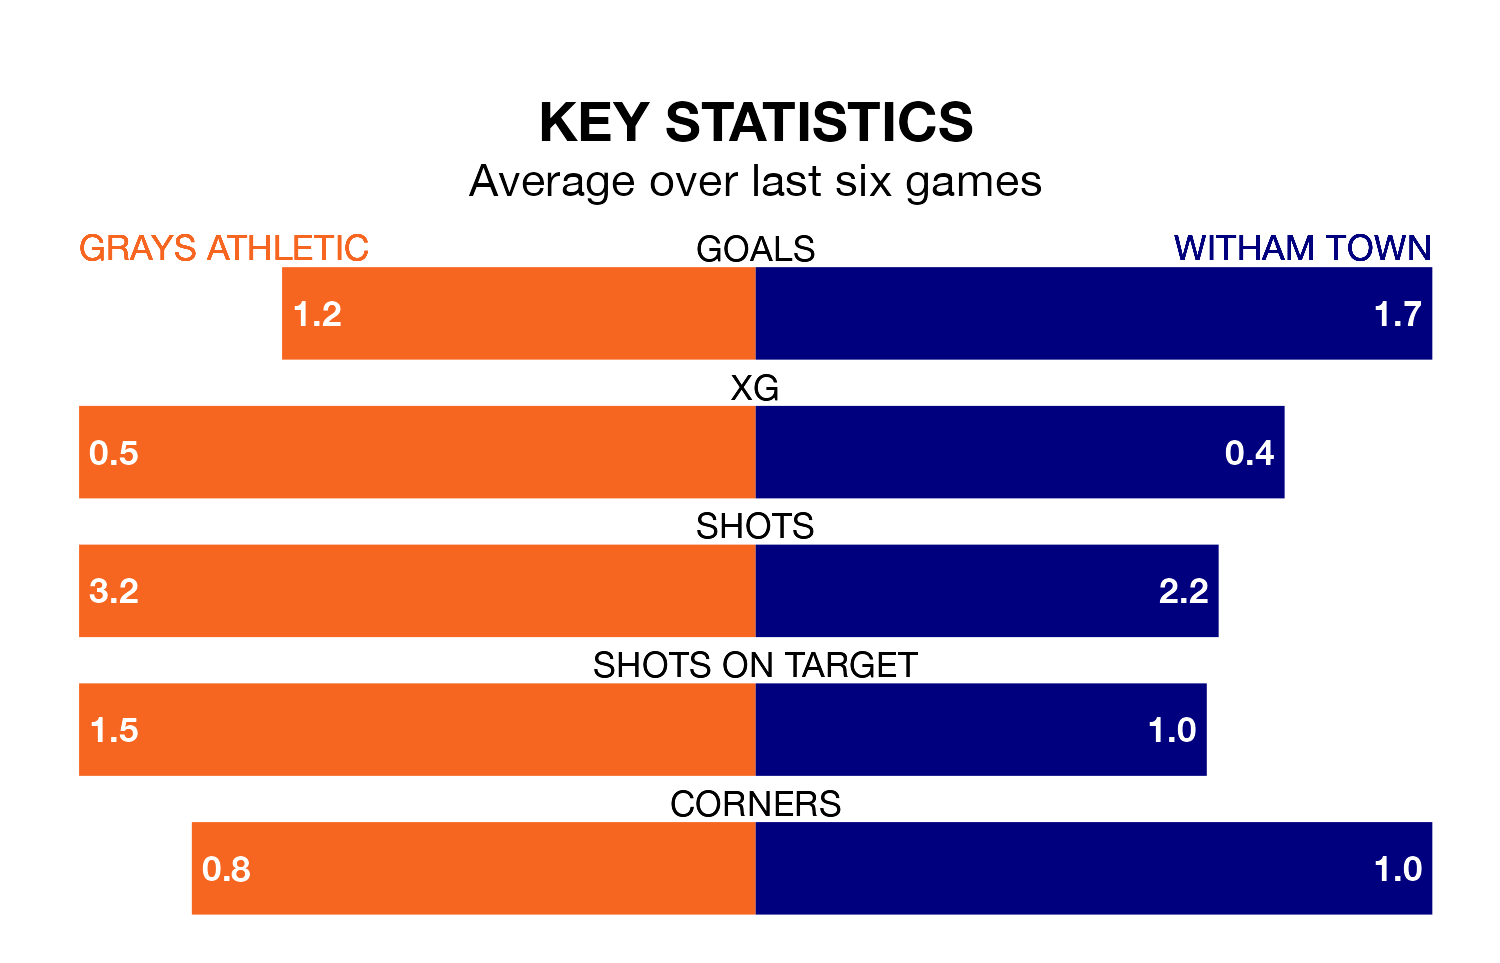 KEY STATISTICS
Average over last six games
GRAYS ATHLETIC GOALS WITHAM TOWN
1.2 1.7
XG
0.5 0.4
SHOTS
3.2 2.2
SHOTS ON TARGET
1.5 1.0
CORNERS
0.8 1.0